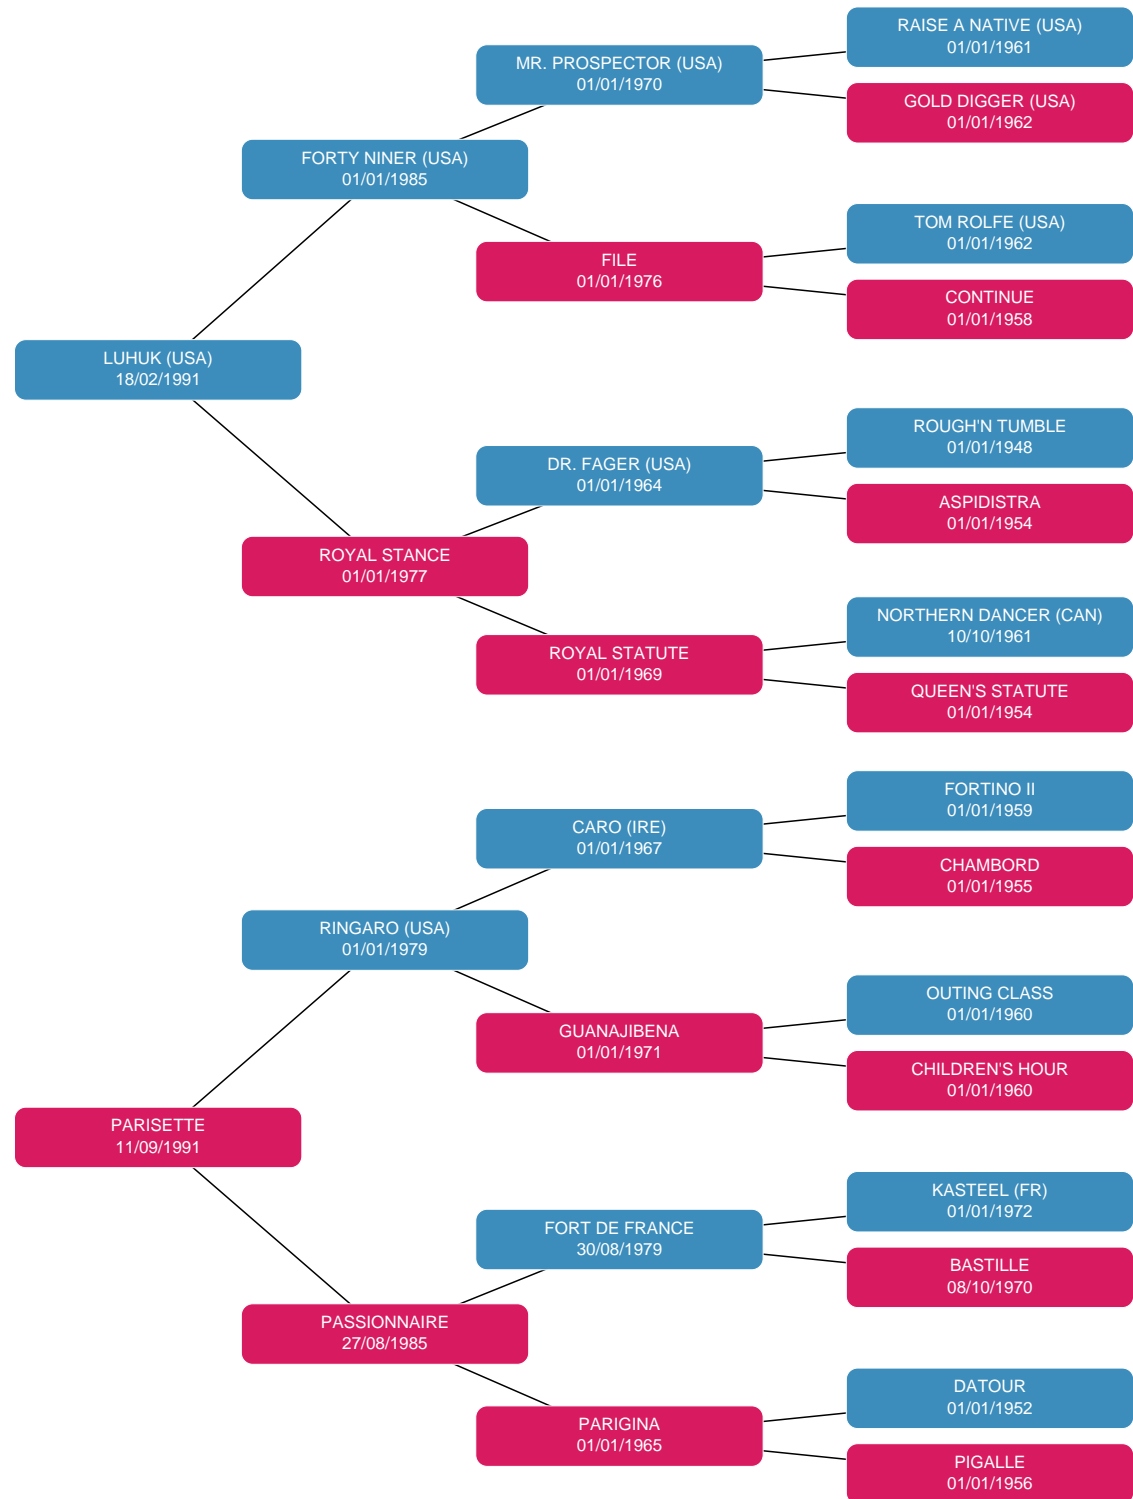 RAISE A NATIVE (USA)
01/01/1961
MR. PROSPECTOR (USA)
01/01/1970
GOLD DIGGER (USA)
01/01/1962
FORTY NINER (USA)
01/01/1985
TOM ROLFE (USA)
01/01/1962
FILE
01/01/1976
CONTINUE
01/01/1958
LUHUK (USA)
18/02/1991
ROUGH'N TUMBLE
01/01/1948
DR. FAGER (USA)
01/01/1964
ASPIDISTRA
01/01/1954
ROYAL STANCE
01/01/1977
NORTHERN DANCER (CAN)
10/10/1961
ROYAL STATUTE
01/01/1969
QUEEN'S STATUTE
01/01/1954
FORTINO II
01/01/1959
CARO (IRE)
01/01/1967
CHAMBORD
01/01/1955
RINGARO (USA)
01/01/1979
OUTING CLASS
01/01/1960
GUANAJIBENA
01/01/1971
CHILDREN'S HOUR
01/01/1960
PARISETTE
11/09/1991
KASTEEL (FR)
01/01/1972
FORT DE FRANCE
30/08/1979
BASTILLE
08/10/1970
PASSIONNAIRE
27/08/1985
DATOUR
01/01/1952
PARIGINA
01/01/1965
PIGALLE
01/01/1956